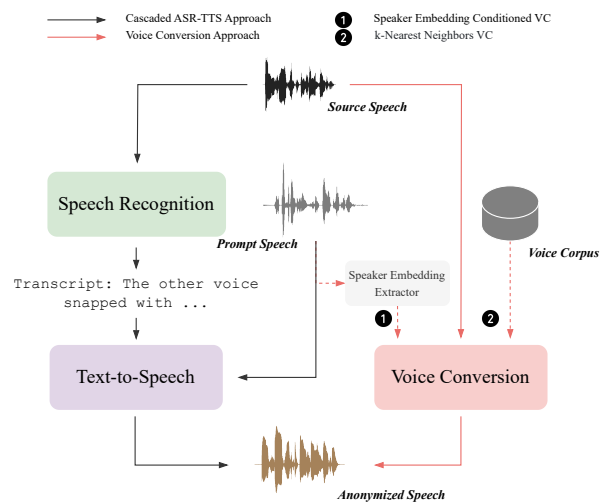 Cascaded ASR-TTS Approach
Voice Conversion Approach
1 Speaker Embedding Conditioned VC
2 k-Nearest Neighbors VC
Source Speech
Speech Recognition
Prompt Speech
Voice Corpus
Transcript: The other voice
snapped with ...
Speaker Embedding
Extractor
1
2
Text-to-Speech
Voice Conversion
Anonymized Speech